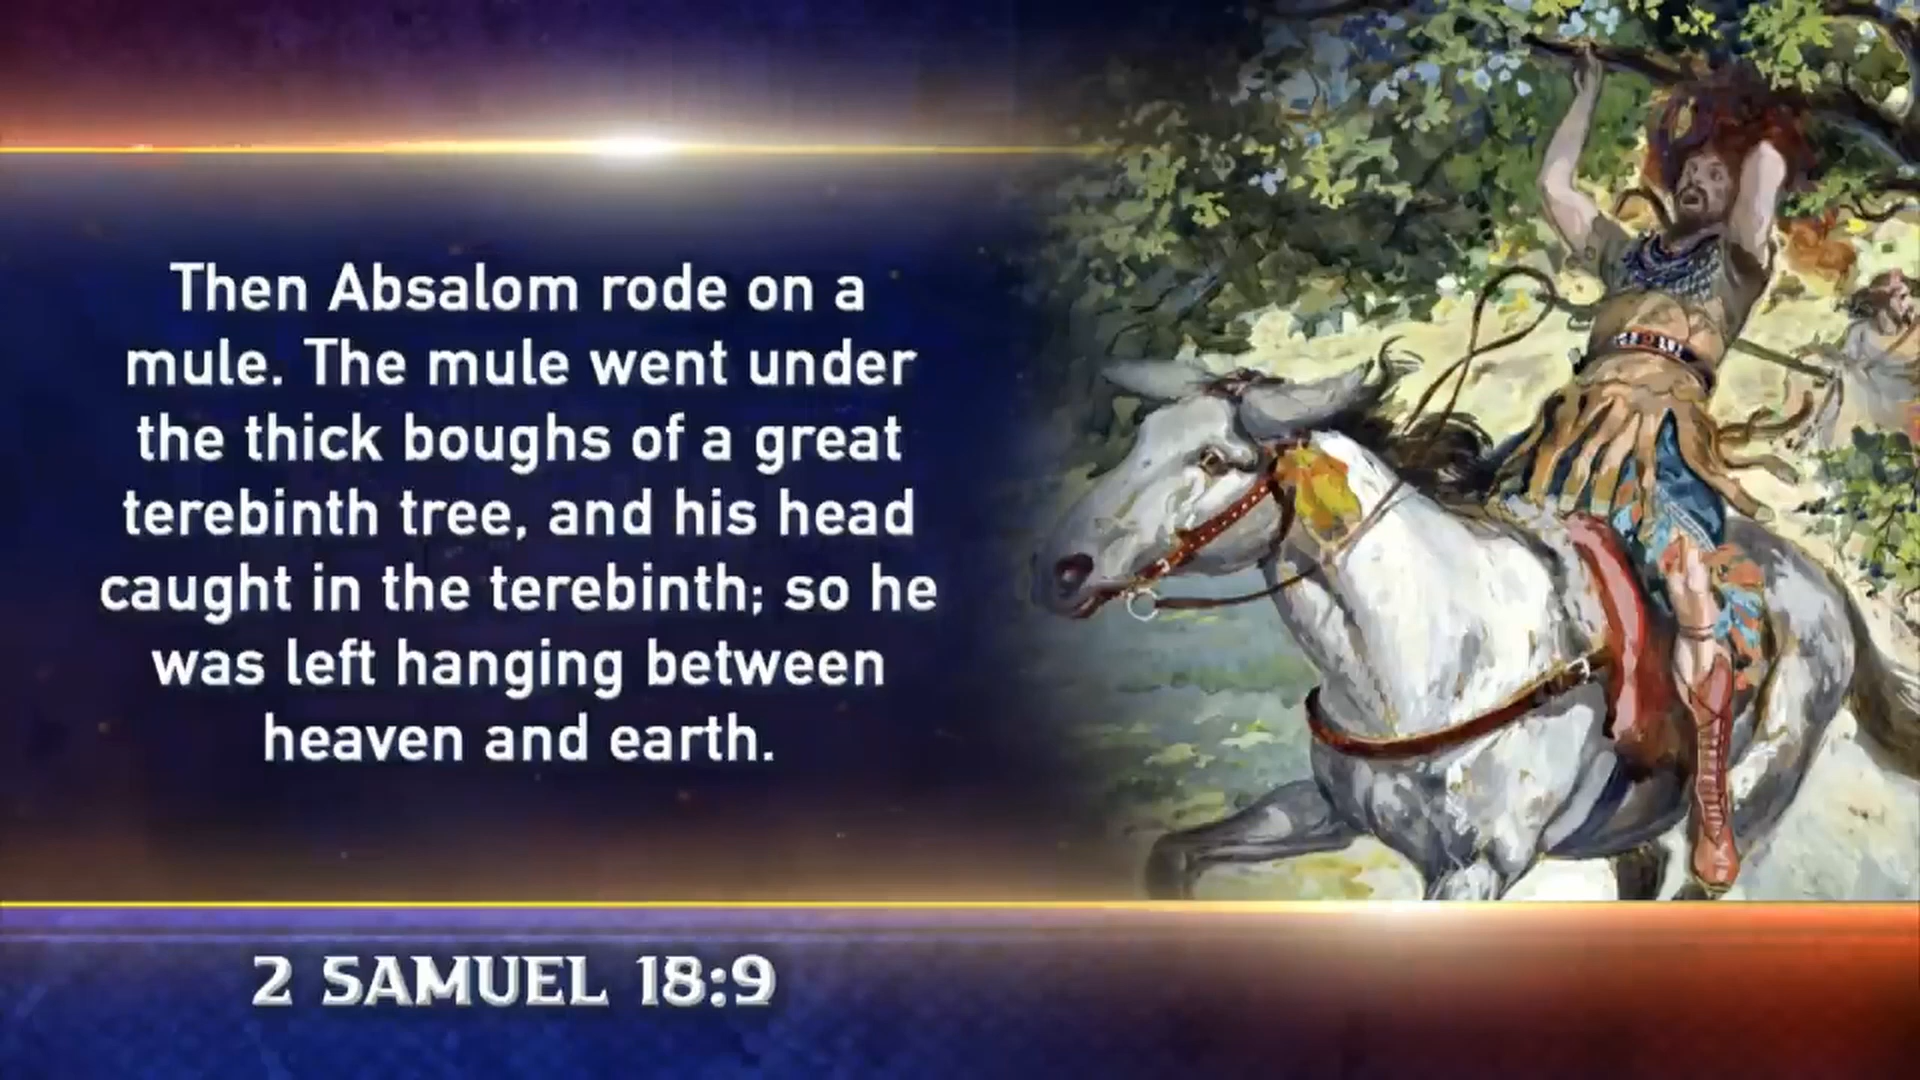 Then Absalom rode on a
mule. The mule went under
the thick boughs of a great
terebinth tree, and his head
caught in the terebinth; so he
was left hanging between
heaven and earth.
2 SAMUEL 18:9